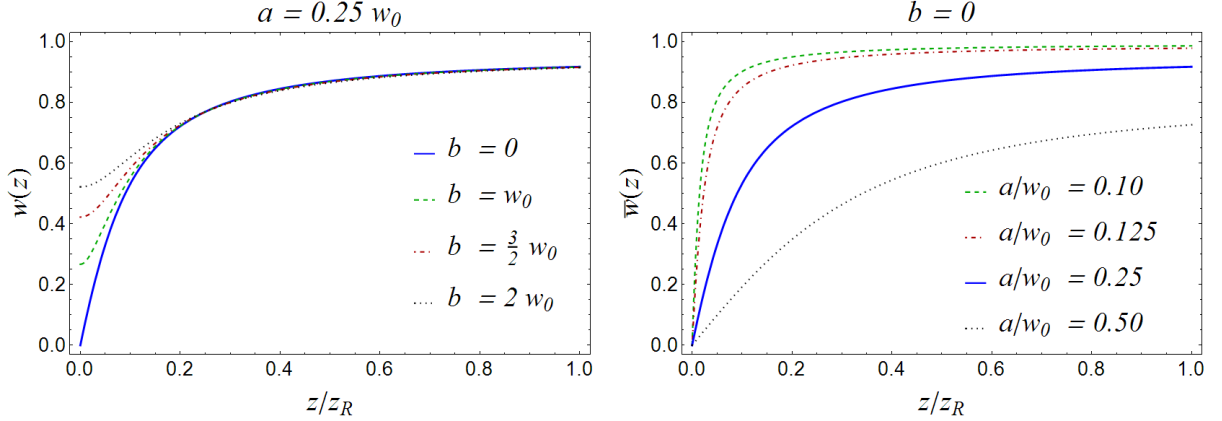 a = 0.25 w₀
1.0
0.8
0.6
0.4
0.2
0.0
w(z)
b = 0
b = w₀
b = 3/2 w₀
b = 2 w₀
0.0 0.2 0.4 0.6 0.8 1.0
z/z_R
b = 0
1.0
0.8
0.6
0.4
0.2
0.0
w̅(z)
a/w₀ = 0.10
a/w₀ = 0.125
a/w₀ = 0.25
a/w₀ = 0.50
0.0 0.2 0.4 0.6 0.8 1.0
z/z_R